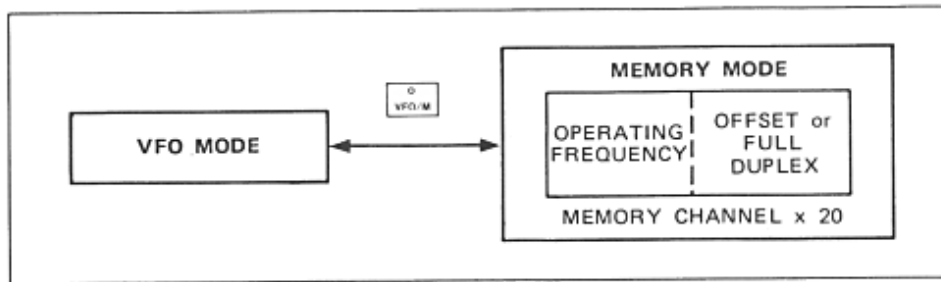 VFO MODE
O
VFO/M
MEMORY MODE
OPERATING
FREQUENCY
OFFSET or
FULL
DUPLEX
MEMORY CHANNEL x 20